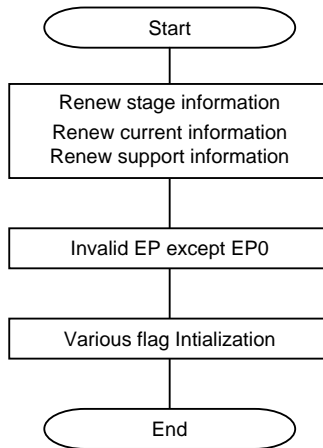 Start
Renew stage information
Renew current information
Renew support information
Invalid EP except EP0
Various flag Intialization
End